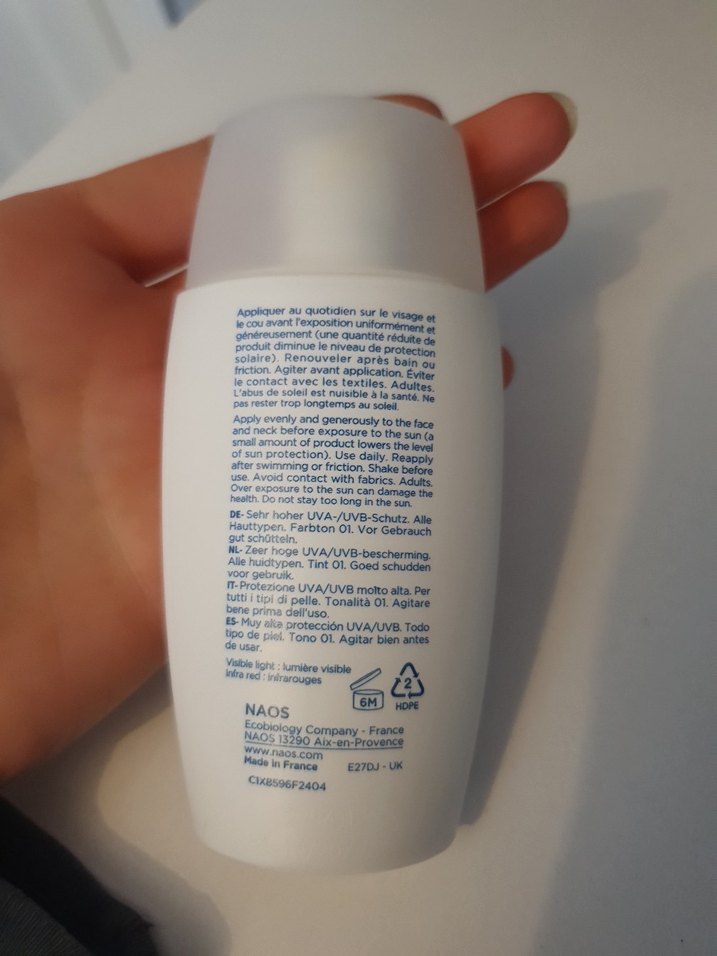 Appliquer au quotidien sur le visage et
le cou avant l'exposition uniformément et
généreusement (une quantité réduite de
produit diminue le niveau de protection
solaire). Renouveler après bain ou
friction. Agiter avant application. Éviter
le contact avec les textiles. Adultes.
L'abus de soleil est nuisible à la santé. Ne
pas rester trop longtemps au soleil.
Apply evenly and generously to the face
and neck before exposure to the sun (a
small amount of product lowers the level
of sun protection). Use daily. Reapply
after swimming or friction. Shake before
use. Avoid contact with fabrics. Adults.
Over exposure to the sun can damage the
health. Do not stay too long in the sun.
DE- Sehr hoher UVA-/UVB-Schutz. Alle
Hauttypen. Farbton 01. Vor Gebrauch
gut schütteln.
NL- Zeer hoge UVA/UVB-bescherming.
Alle huidtypen. Tint 01. Goed schudden
voor gebruik.
IT- Protezione UVA/UVB molto alta. Per
tutti i tipi di pelle. Tonalità 01. Agitare
bene prima dell'uso.
ES- Muy alta protección UVA/UVB. Todo
tipo de piel. Tono 01. Agitar bien antes
de usar.
Visible light : lumière visible
Infra red : infrarouges
6M
2
HDPE
NAOS
Ecobiology Company - France
NAOS 13290 Aix-en-Provence
www.naos.com
Made in France E27DJ - UK
C1X8596F2404